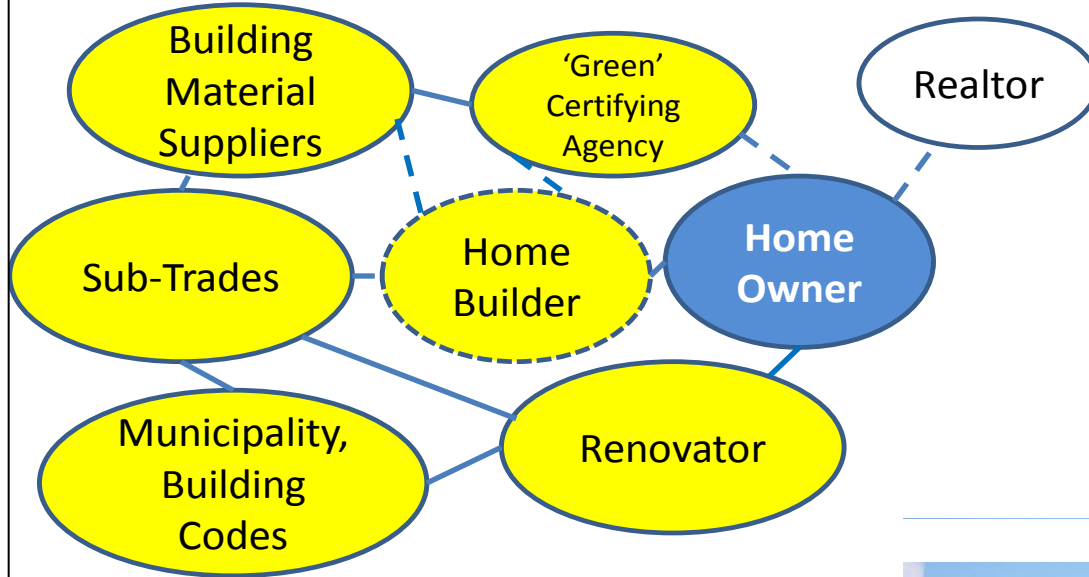 Building
Material
Suppliers
‘Green’
Certifying
Agency
Realtor
Sub-Trades
Home
Builder
Home
Owner
Municipality,
Building
Codes
Renovator